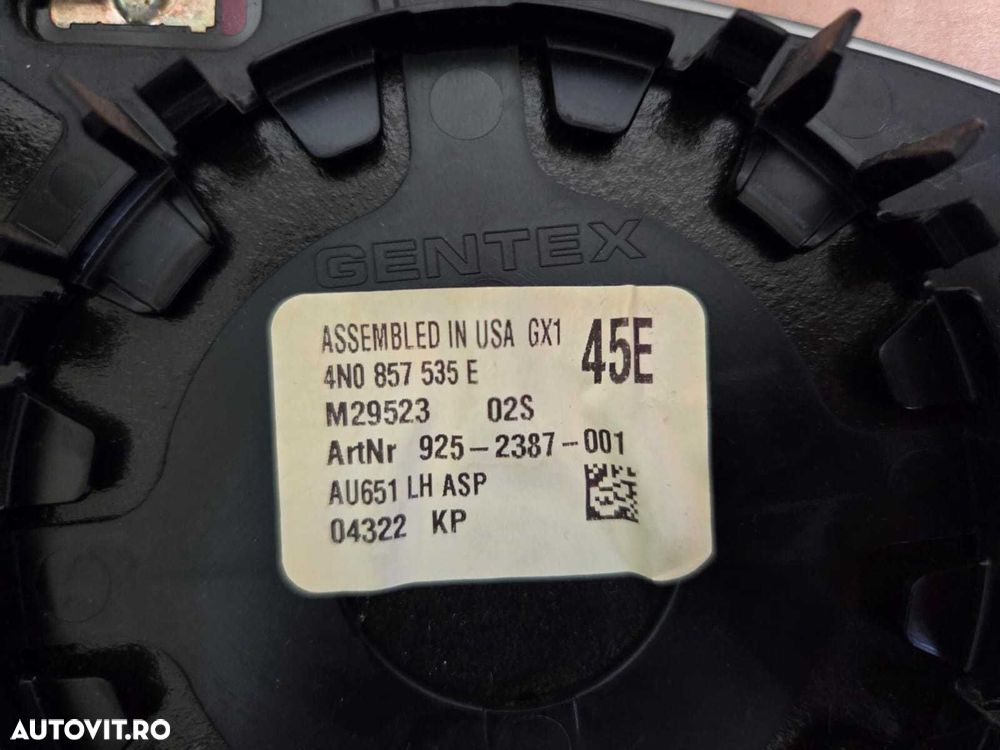 GENTEX
ASSEMBLED IN USA GX1 45E
4N0 857 535 E
M29523 02S
ArtNr 925-2387-001
AU651 LH ASP
04322 KP
AUTOVIT.RO